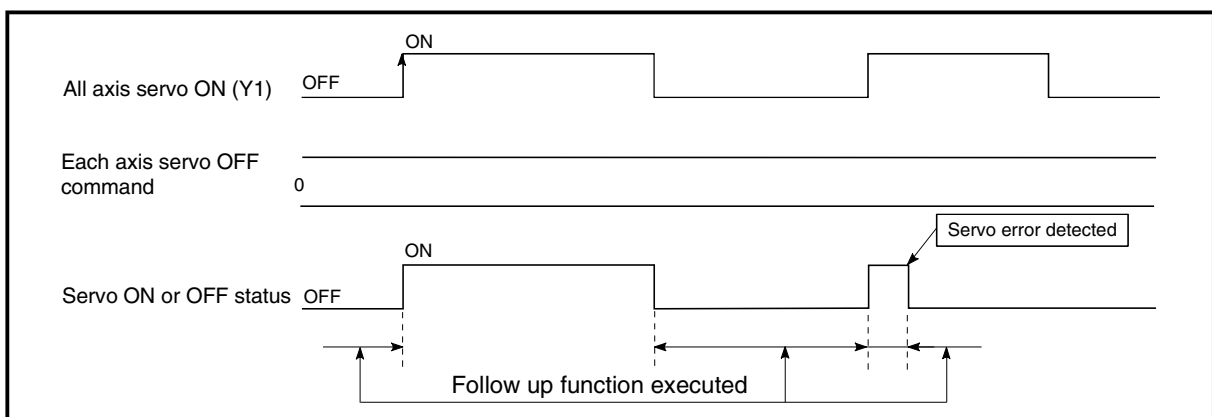 ON
All axis servo ON (Y1) OFF
Each axis servo OFF
command 0
Servo error detected
ON
Servo ON or OFF status OFF
Follow up function executed